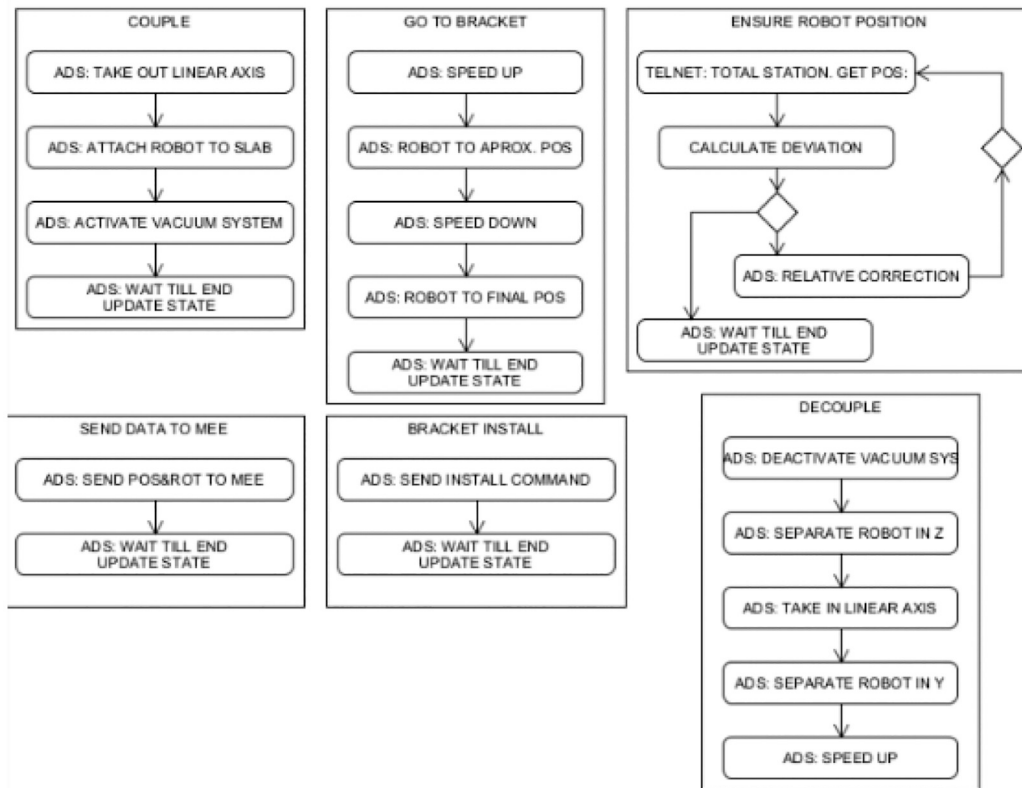 COUPLE
ADS: TAKE OUT LINEAR AXIS
ADS: ATTACH ROBOT TO SLAB
ADS: ACTIVATE VACUUM SYSTEM
ADS: WAIT TILL END
UPDATE STATE
GO TO BRACKET
ADS: SPEED UP
ADS: ROBOT TO APROX. POS
ADS: SPEED DOWN
ADS: ROBOT TO FINAL POS
ADS: WAIT TILL END
UPDATE STATE
ENSURE ROBOT POSITION
TELNET: TOTAL STATION. GET POS:
CALCULATE DEVIATION
ADS: RELATIVE CORRECTION
ADS: WAIT TILL END
UPDATE STATE
SEND DATA TO MEE
ADS: SEND POS&ROT TO MEE
ADS: WAIT TILL END
UPDATE STATE
BRACKET INSTALL
ADS: SEND INSTALL COMMAND
ADS: WAIT TILL END
UPDATE STATE
DECOUPLE
ADS: DEACTIVATE VACUUM SYS
ADS: SEPARATE ROBOT IN Z
ADS: TAKE IN LINEAR AXIS
ADS: SEPARATE ROBOT IN Y
ADS: SPEED UP